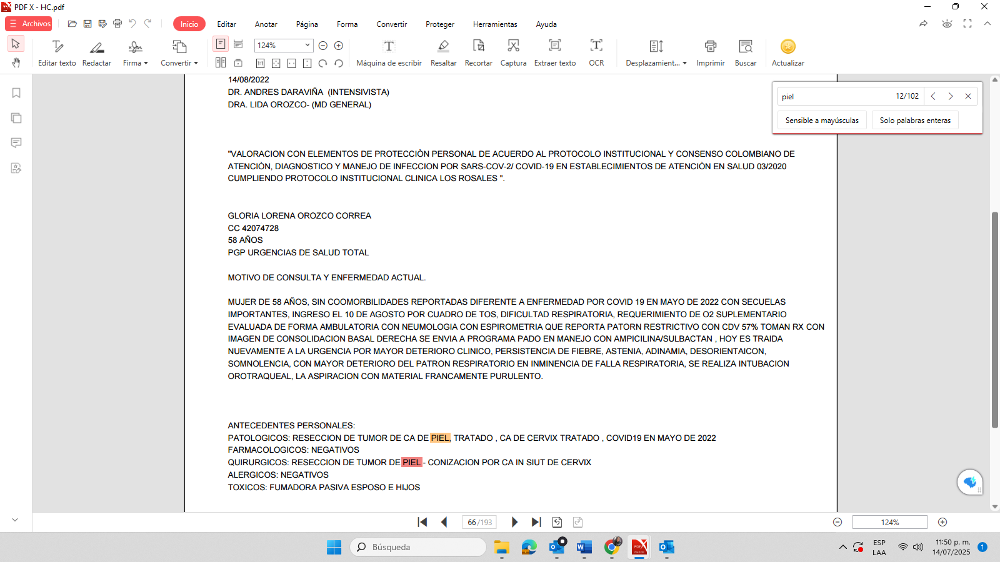 PDF X - HC.pdf
Archivos
Inicio
Editar
Anotar
Página
Forma
Convertir
Proteger
Herramientas
Ayuda
124%
Editar texto
Redactar
Firma
Convertir
Máquina de escribir
Resaltar
Recortar
Captura
Extraer texto
OCR
Desplazamient...
Imprimir
Buscar
Actualizar
piel
12/102
Sensible a mayúsculas
Solo palabras enteras
14/08/2022
DR. ANDRES DARAVIÑA (INTENSIVISTA)
DRA. LIDA OROZCO- (MD GENERAL)
"VALORACION CON ELEMENTOS DE PROTECCIÒN PERSONAL DE ACUERDO AL PROTOCOLO INSTITUCIONAL Y CONSENSO COLOMBIANO DE
ATENCIÒN, DIAGNOSTICO Y MANEJO DE INFECCION POR SARS-COV-2/ COVID-19 EN ESTABLECIMIENTOS DE ATENCIÒN EN SALUD 03/2020
CUMPLIENDO PROTOCOLO INSTITUCIONAL CLINICA LOS ROSALES ".
GLORIA LORENA OROZCO CORREA
CC 42074728
58 AÑOS
PGP URGENCIAS DE SALUD TOTAL
MOTIVO DE CONSULTA Y ENFERMEDAD ACTUAL.
MUJER DE 58 AÑOS, SIN COOMORBILIDADES REPORTADAS DIFERENTE A ENFERMEDAD POR COVID 19 EN MAYO DE 2022 CON SECUELAS
IMPORTANTES, INGRESO EL 10 DE AGOSTO POR CUADRO DE TOS, DIFICULTAD RESPIRATORIA, REQUERIMIENTO DE O2 SUPLEMENTARIO
EVALUADA DE FORMA AMBULATORIA CON NEUMOLOGIA CON ESPIROMETRIA QUE REPORTA PATORN RESTRICTIVO CON CDV 57% TOMAN RX CON
IMAGEN DE CONSOLIDACION BASAL DERECHA SE ENVIA A PROGRAMA PADO EN MANEJO CON AMPICILINA/SULBACTAN , HOY ES TRAIDA
NUEVAMENTE A LA URGENCIA POR MAYOR DETERIORO CLINICO, PERSISTENCIA DE FIEBRE, ASTENIA, ADINAMIA, DESORIENTAICON,
SOMNOLENCIA, CON MAYOR DETERIORO DEL PATRON RESPIRATORIO EN INMINENCIA DE FALLA RESPIRATORIA, SE REALIZA INTUBACION
OROTRAQUEAL, LA ASPIRACION CON MATERIAL FRANCAMENTE PURULENTO.
ANTECEDENTES PERSONALES:
PATOLOGICOS: RESECCION DE TUMOR DE CA DE PIEL, TRATADO , CA DE CERVIX TRATADO , COVID19 EN MAYO DE 2022
FARMACOLOGICOS: NEGATIVOS
QUIRURGICOS: RESECCION DE TUMOR DE PIEL - CONIZACION POR CA IN SIUT DE CERVIX
ALERGICOS: NEGATIVOS
TOXICOS: FUMADORA PASIVA ESPOSO E HIJOS
66 /193
124%
Búsqueda
ESP
LAA
11:50 p. m.
14/07/2025
1